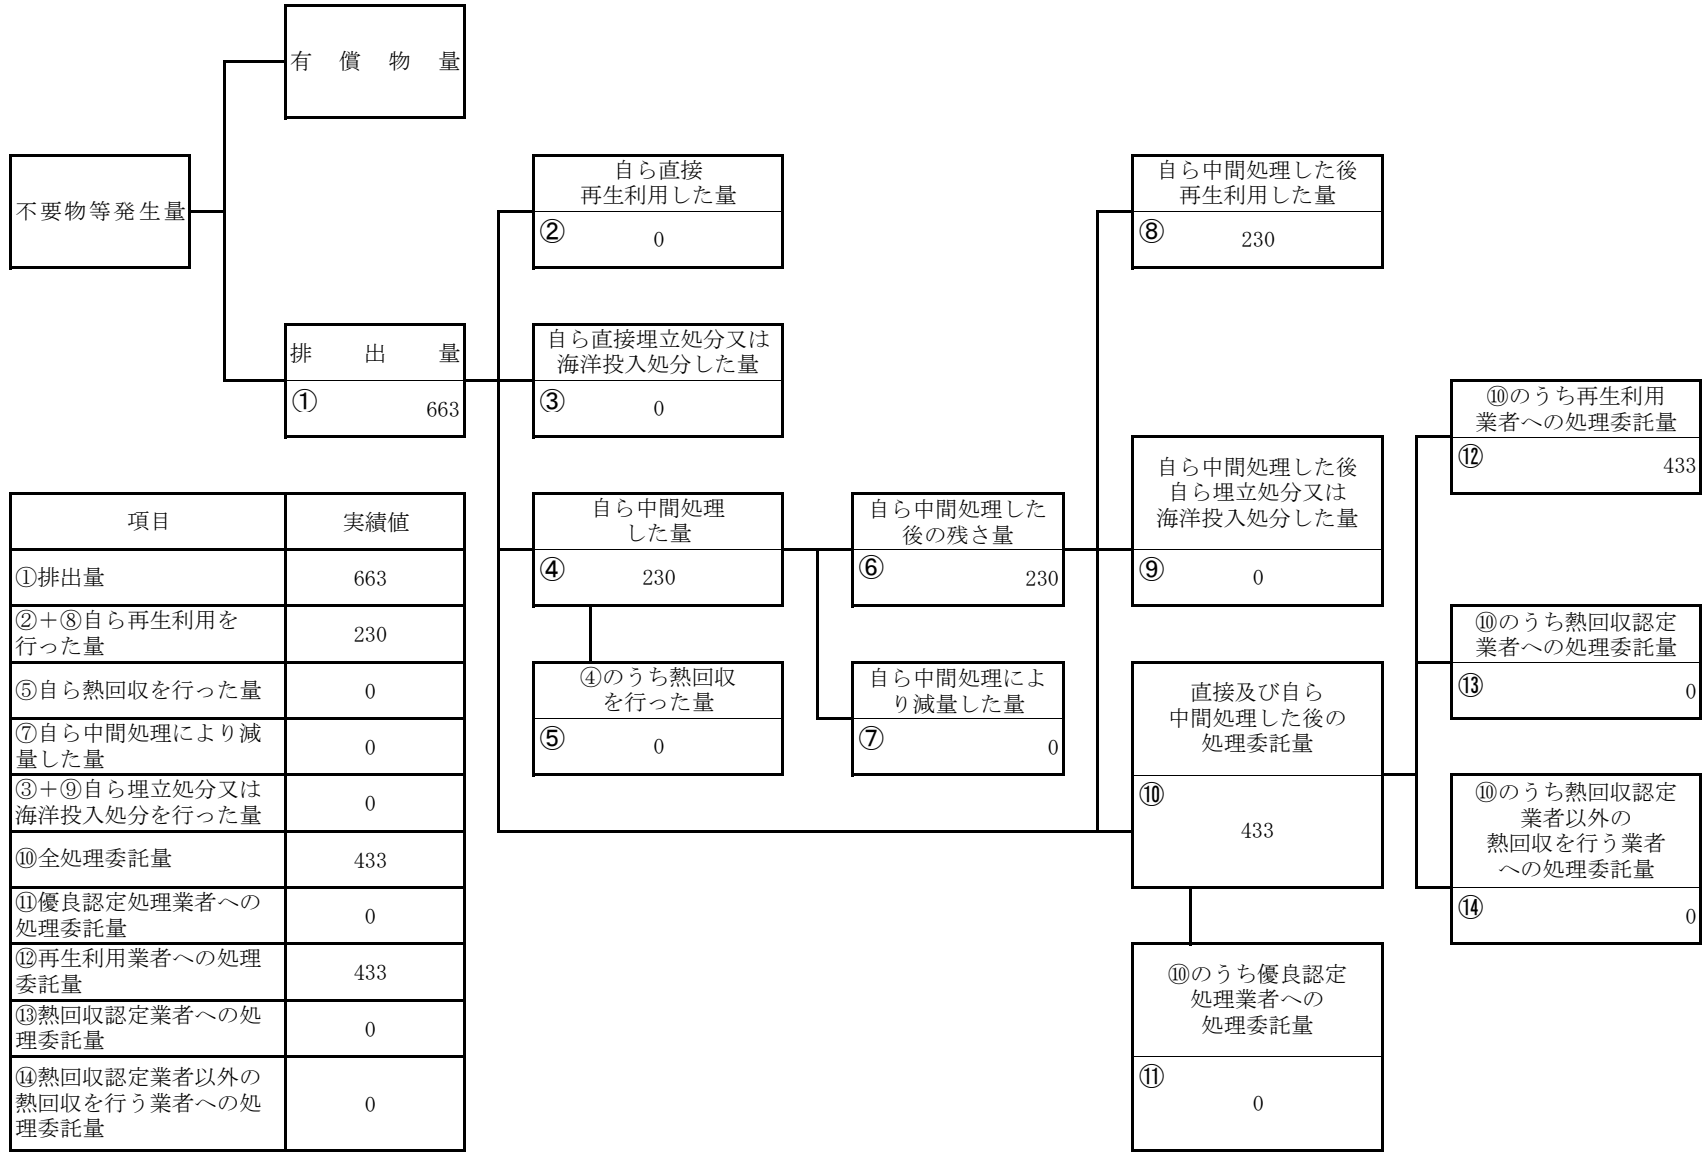 有償物量
不要物等発生量
排出量
①
663
自ら直接
再生利用した量
②
0
自ら直接埋立処分又は
海洋投入処分した量
③
0
自ら中間処理
した量
④
230
④のうち熱回収
を行った量
⑤
0
自ら中間処理した
後の残さ量
⑥
230
自ら中間処理によ
り減量した量
⑦
0
自ら中間処理した後
再生利用した量
⑧
230
自ら中間処理した後
自ら埋立処分又は
海洋投入処分した量
⑨
0
直接及び自ら
中間処理した後の
処理委託量
⑩
433
⑩のうち優良認定
処理業者への
処理委託量
⑪
0
⑩のうち再生利用
業者への処理委託量
⑫
433
⑩のうち熱回収認定
業者への処理委託量
⑬
0
⑩のうち熱回収認定
業者以外の
熱回収を行う業者
への処理委託量
⑭
0
項目 実績値
①排出量 663
②＋⑧自ら再生利用を
行った量
230
⑤自ら熱回収を行った量 0
⑦自ら中間処理により減
量した量
0
③＋⑨自ら埋立処分又は
海洋投入処分を行った量
0
⑩全処理委託量 433
⑪優良認定処理業者への
処理委託量
0
⑫再生利用業者への処理
委託量
433
⑬熱回収認定業者への処
理委託量
0
⑭熱回収認定業者以外の
熱回収を行う業者への処
理委託量
0